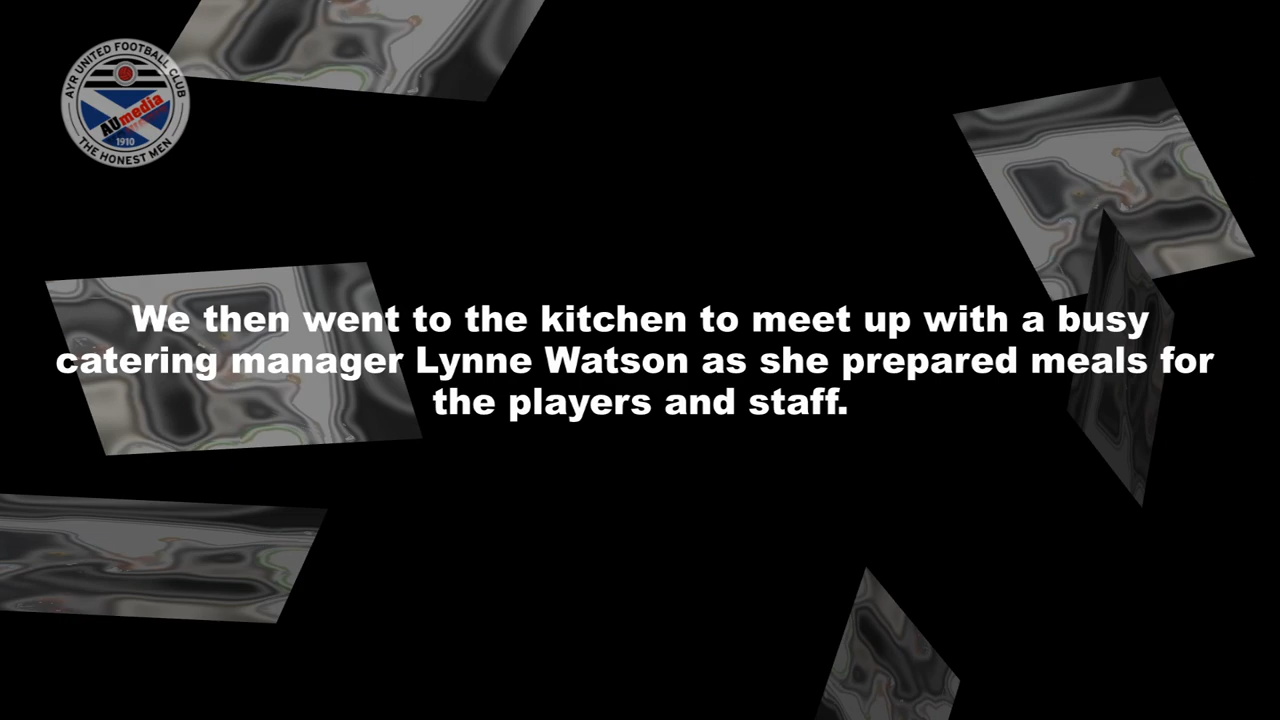 AYR UNITED FOOTBALL CLUB
AUmedia
1910
THE HONEST MEN
We then went to the kitchen to meet up with a busy
catering manager Lynne Watson as she prepared meals for
the players and staff.